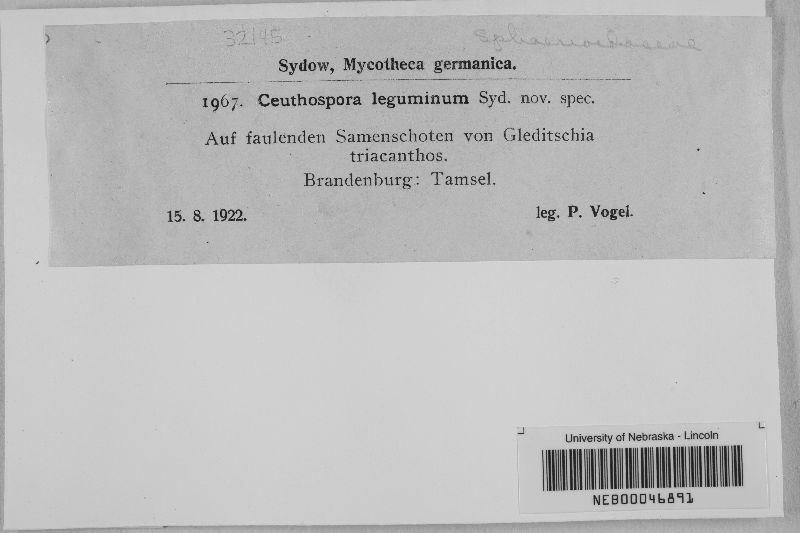 32145 Sphaerioidaceae
Sydow, Mycotheca germanica.
1967. Ceuthospora leguminum Syd. nov. spec.
Auf faulenden Samenschoten von Gleditschia
triacanthos.
Brandenburg: Tamsel.
15. 8. 1922. leg. P. Vogel.
University of Nebraska - Lincoln
NEB00046891